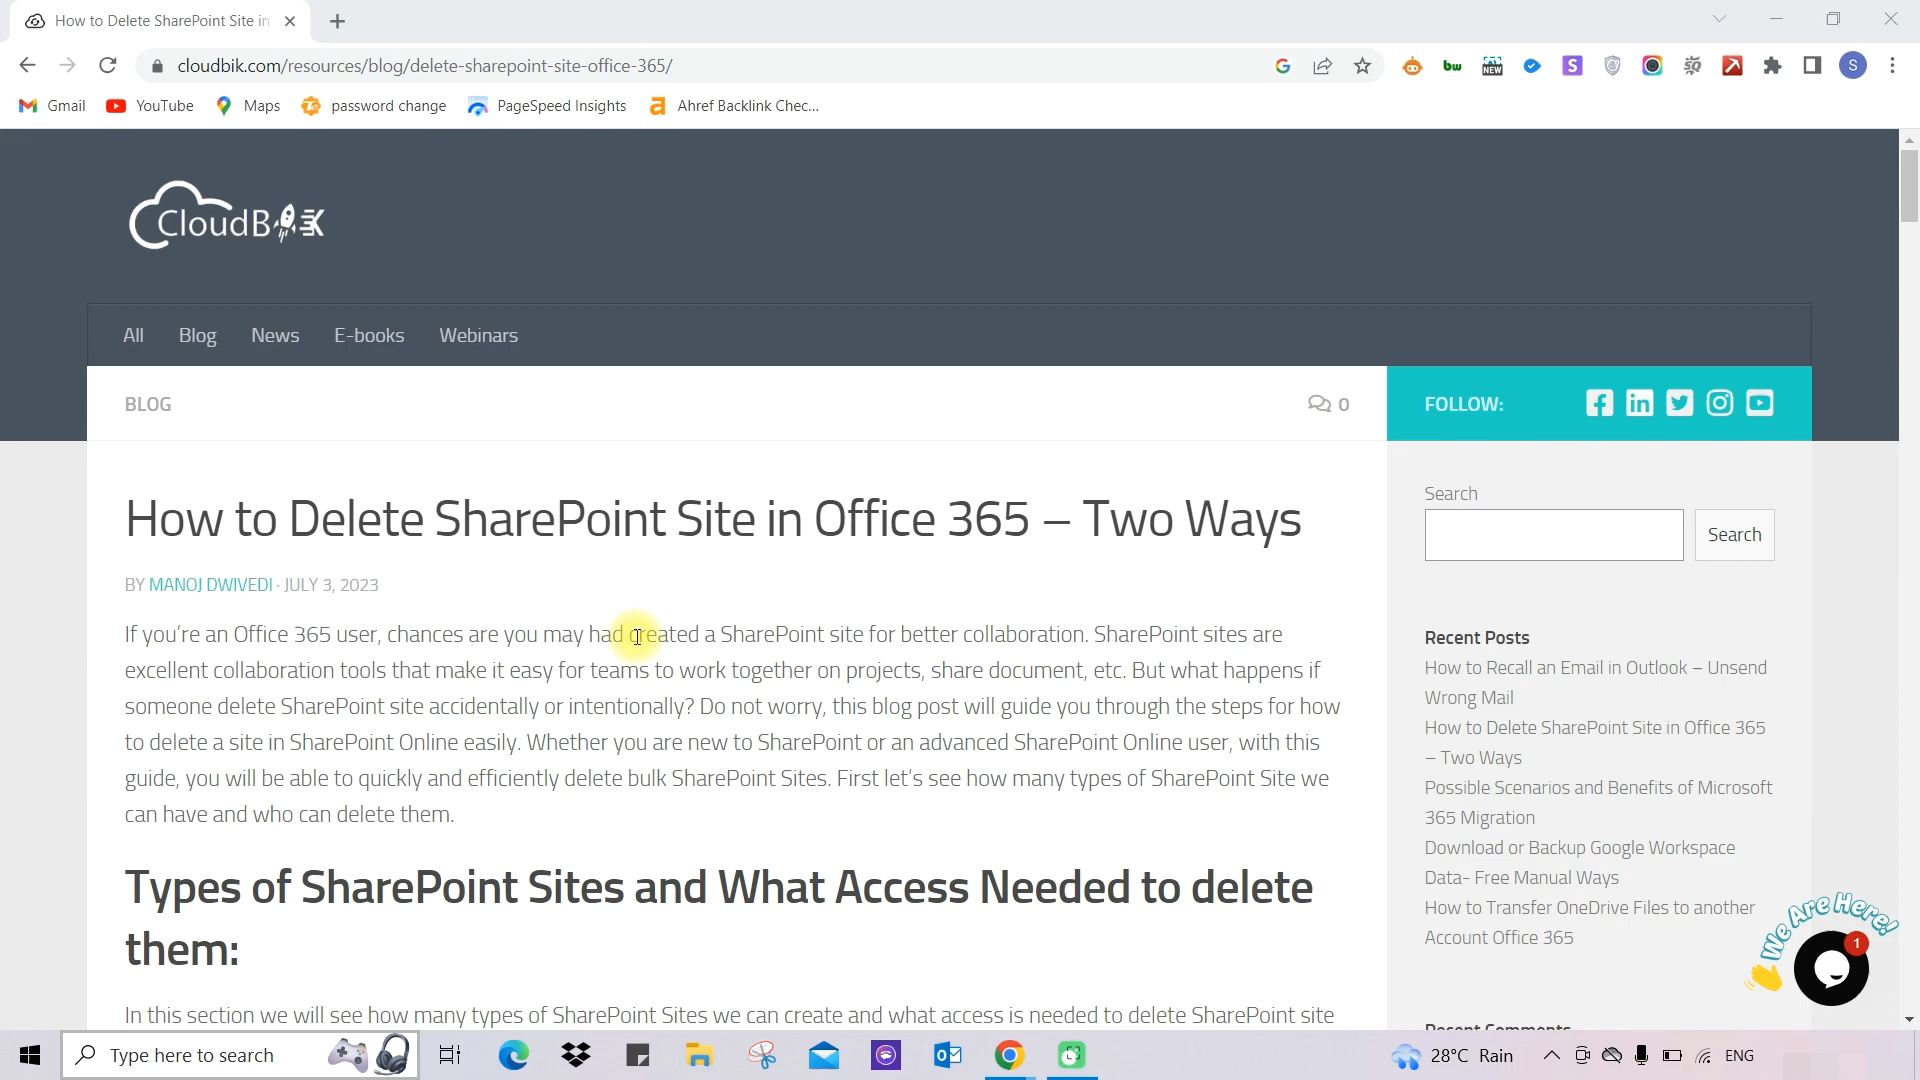 How to Delete SharePoint Site in
cloudbik.com/resources/blog/delete-sharepoint-site-office-365/
bw
NEW
S
S
Gmail
YouTube
Maps
password change
PageSpeed Insights
Ahref Backlink Chec...
CloudBik
All
Blog
News
E-books
Webinars
BLOG
0
FOLLOW:
How to Delete SharePoint Site in Office 365 – Two Ways
BY MANOJ DWIVEDI · JULY 3, 2023
If you’re an Office 365 user, chances are you may had created a SharePoint site for better collaboration. SharePoint sites are
excellent collaboration tools that make it easy for teams to work together on projects, share document, etc. But what happens if
someone delete SharePoint site accidentally or intentionally? Do not worry, this blog post will guide you through the steps for how
to delete a site in SharePoint Online easily. Whether you are new to SharePoint or an advanced SharePoint Online user, with this
guide, you will be able to quickly and efficiently delete bulk SharePoint Sites. First let’s see how many types of SharePoint Site we
can have and who can delete them.
Types of SharePoint Sites and What Access Needed to delete
them:
In this section we will see how many types of SharePoint Sites we can create and what access is needed to delete SharePoint site
Search
Search
Recent Posts
How to Recall an Email in Outlook – Unsend
Wrong Mail
How to Delete SharePoint Site in Office 365
– Two Ways
Possible Scenarios and Benefits of Microsoft
365 Migration
Download or Backup Google Workspace
Data- Free Manual Ways
How to Transfer OneDrive Files to another
Account Office 365
Recent Comments
We Are Here!
1
Type here to search
28°C Rain
ENG